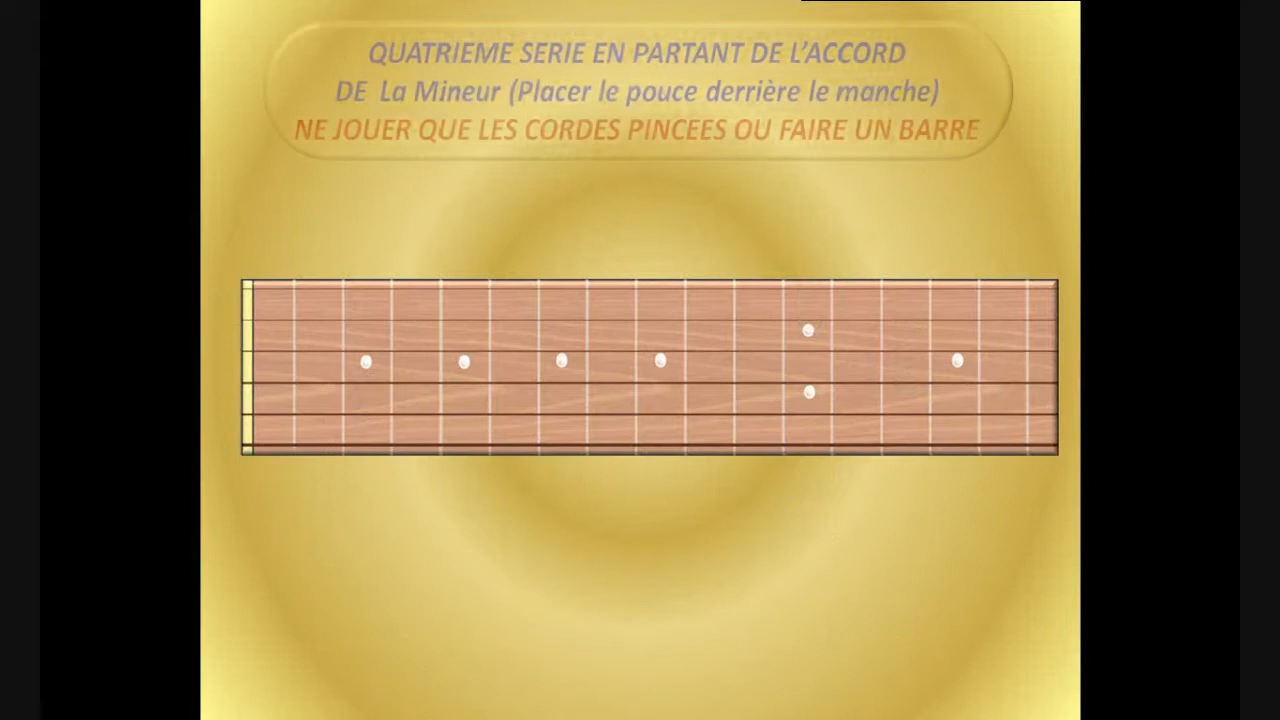 QUATRIEME SERIE EN PARTANT DE L’ACCORD
DE La Mineur (Placer le pouce derrière le manche)
NE JOUER QUE LES CORDES PINCEES OU FAIRE UN BARRE